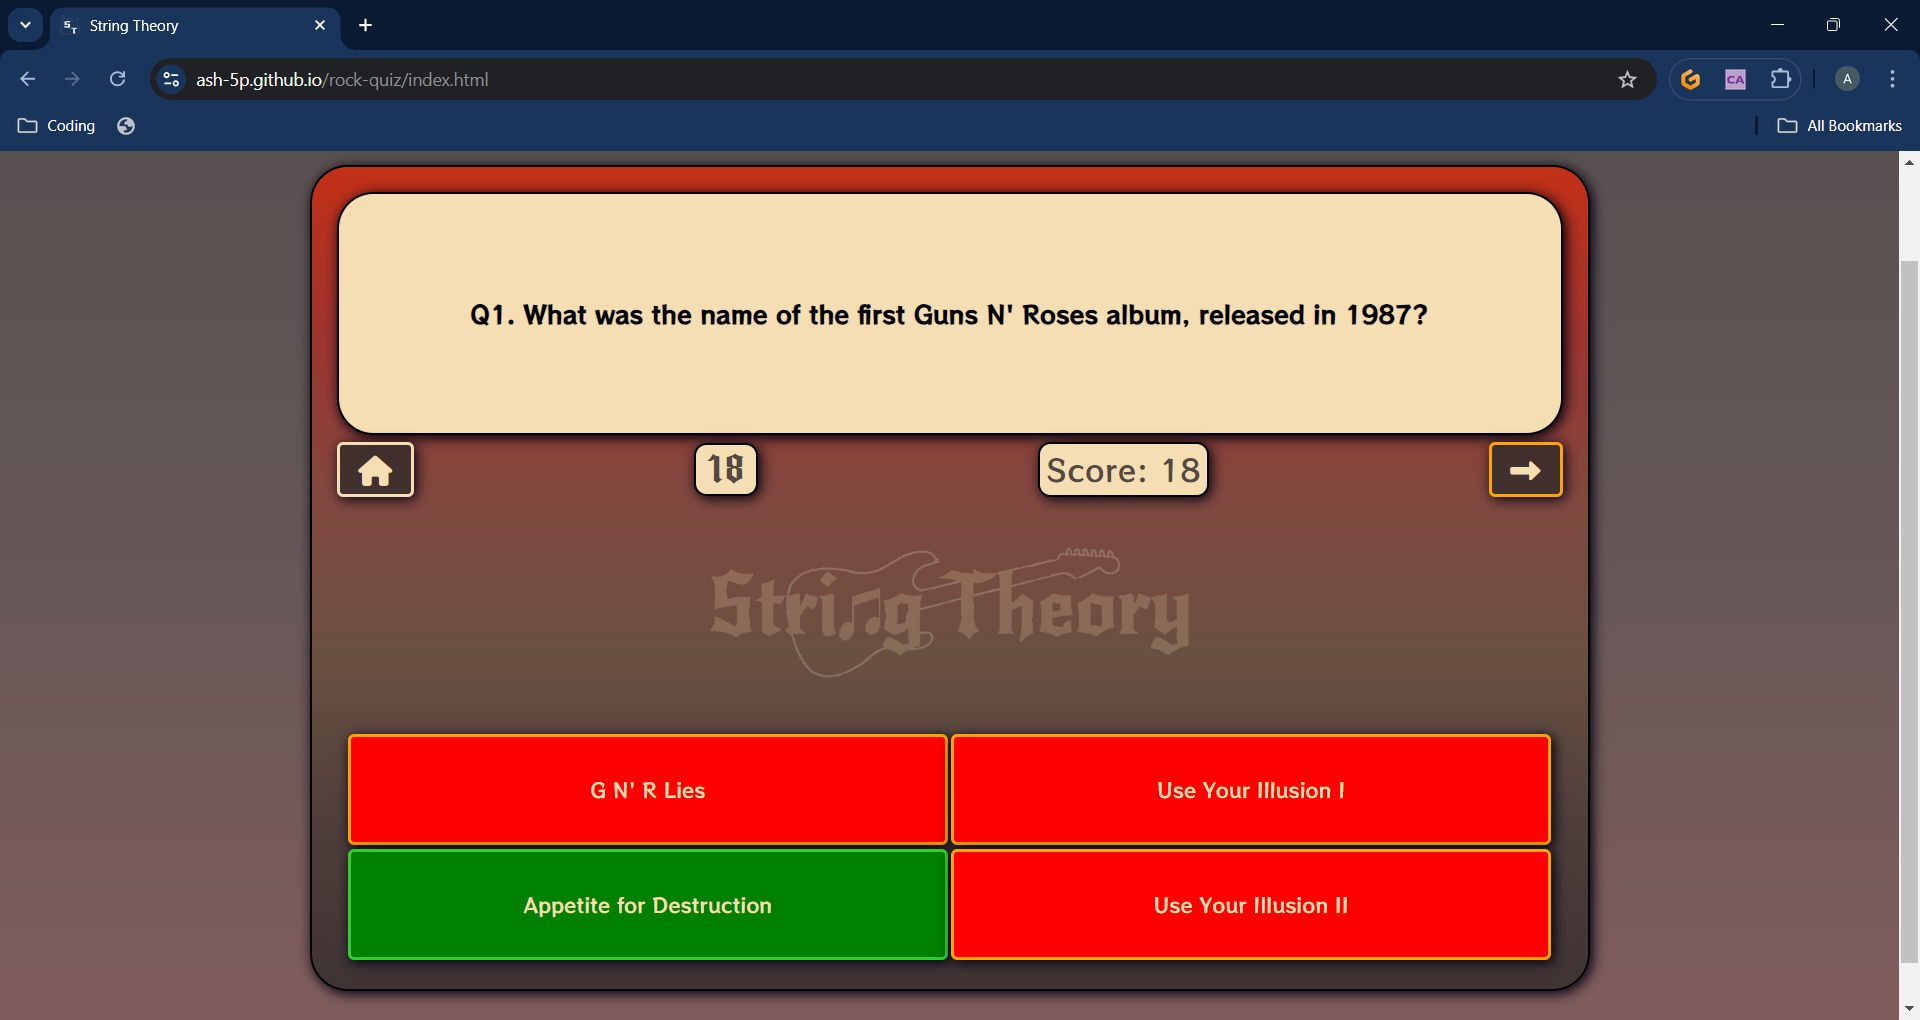 String Theory
ash-5p.github.io/rock-quiz/index.html
CA
A
Coding
All Bookmarks
Q1. What was the name of the first Guns N' Roses album, released in 1987?
18
Score: 18
String Theory
G N' R Lies
Use Your Illusion I
Appetite for Destruction
Use Your Illusion II